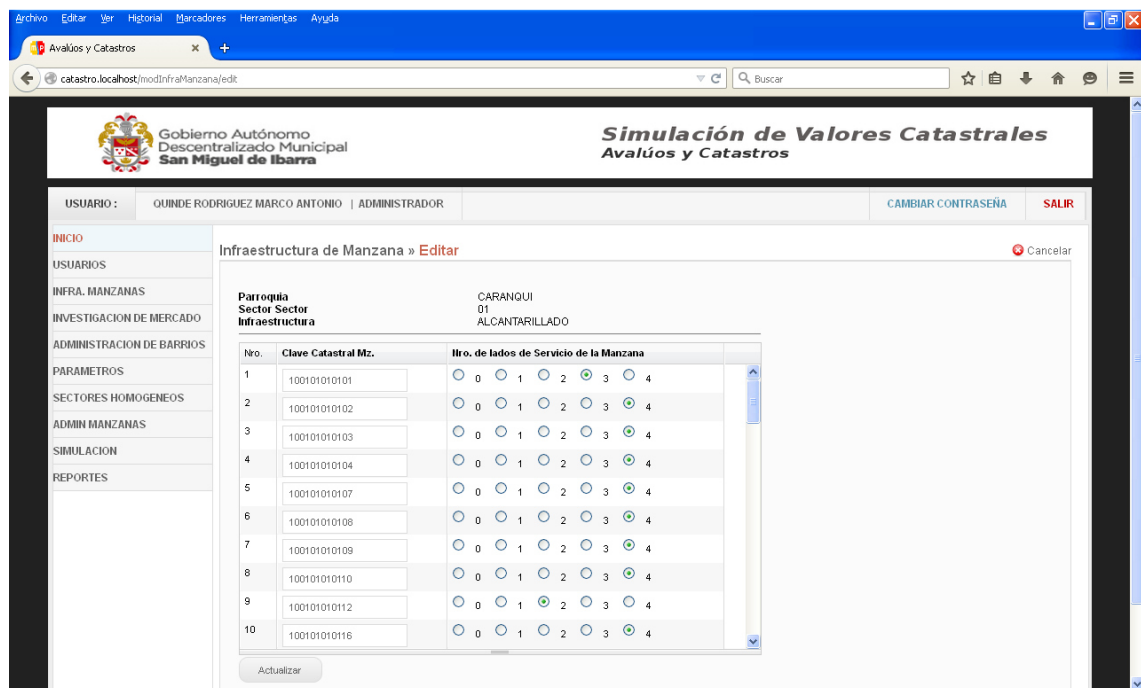 Archivo Editar Ver Historial Marcadores Herramientas Ayuda
Avalúos y Catastros
catastro.localhost/modInfraManzana/edit
Buscar
Gobierno Autónomo
Descentralizado Municipal
San Miguel de Ibarra
Simulación de Valores Catastrales
Avalúos y Catastros
USUARIO : QUINDE RODRIGUEZ MARCO ANTONIO | ADMINISTRADOR CAMBIAR CONTRASEÑA SALIR
INICIO
USUARIOS
INFRA. MANZANAS
INVESTIGACION DE MERCADO
ADMINISTRACION DE BARRIOS
PARAMETROS
SECTORES HOMOGENEOS
ADMIN MANZANAS
SIMULACION
REPORTES
Infraestructura de Manzana » Editar
Cancelar
Parroquia CARANQUI
Sector Sector 01
Infraestructura ALCANTARILLADO
Nro. Clave Catastral Mz. Nro. de lados de Servicio de la Manzana
1 100101010101 0 1 2 3 4
2 100101010102 0 1 2 3 4
3 100101010103 0 1 2 3 4
4 100101010104 0 1 2 3 4
5 100101010107 0 1 2 3 4
6 100101010108 0 1 2 3 4
7 100101010109 0 1 2 3 4
8 100101010110 0 1 2 3 4
9 100101010112 0 1 2 3 4
10 100101010116 0 1 2 3 4
Actualizar